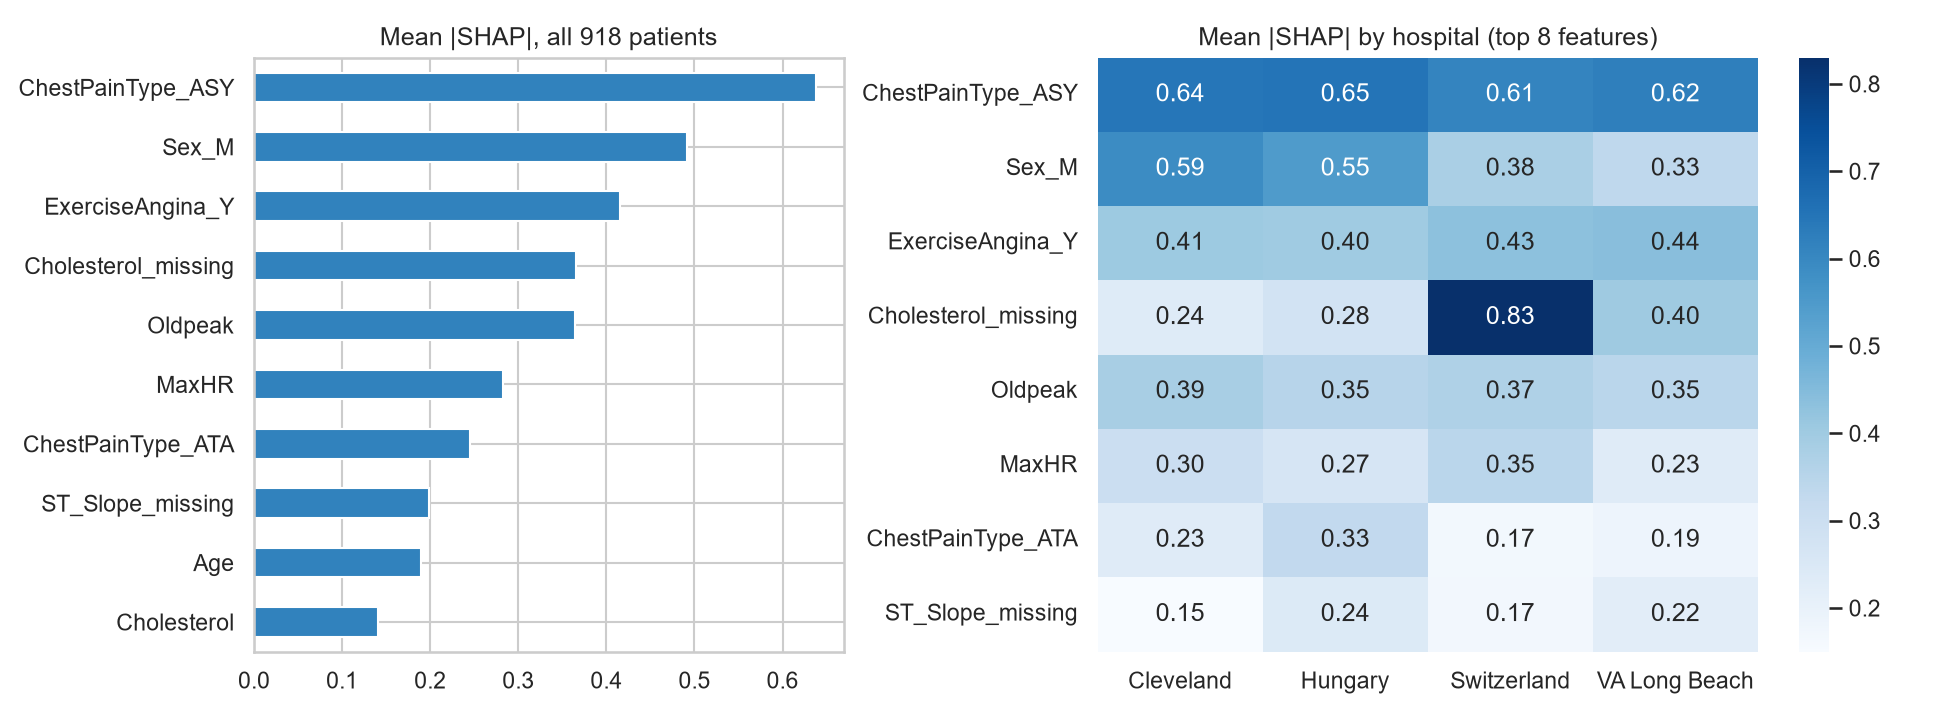 Mean |SHAP|, all 918 patients
ChestPainType_ASY
Sex_M
ExerciseAngina_Y
Cholesterol_missing
Oldpeak
MaxHR
ChestPainType_ATA
ST_Slope_missing
Age
Cholesterol
0.0 0.1 0.2 0.3 0.4 0.5 0.6
Mean |SHAP| by hospital (top 8 features)
ChestPainType_ASY 0.64 0.65 0.61 0.62
Sex_M 0.59 0.55 0.38 0.33
ExerciseAngina_Y 0.41 0.40 0.43 0.44
Cholesterol_missing 0.24 0.28 0.83 0.40
Oldpeak 0.39 0.35 0.37 0.35
MaxHR 0.30 0.27 0.35 0.23
ChestPainType_ATA 0.23 0.33 0.17 0.19
ST_Slope_missing 0.15 0.24 0.17 0.22
Cleveland Hungary Switzerland VA Long Beach
0.8
0.7
0.6
0.5
0.4
0.3
0.2